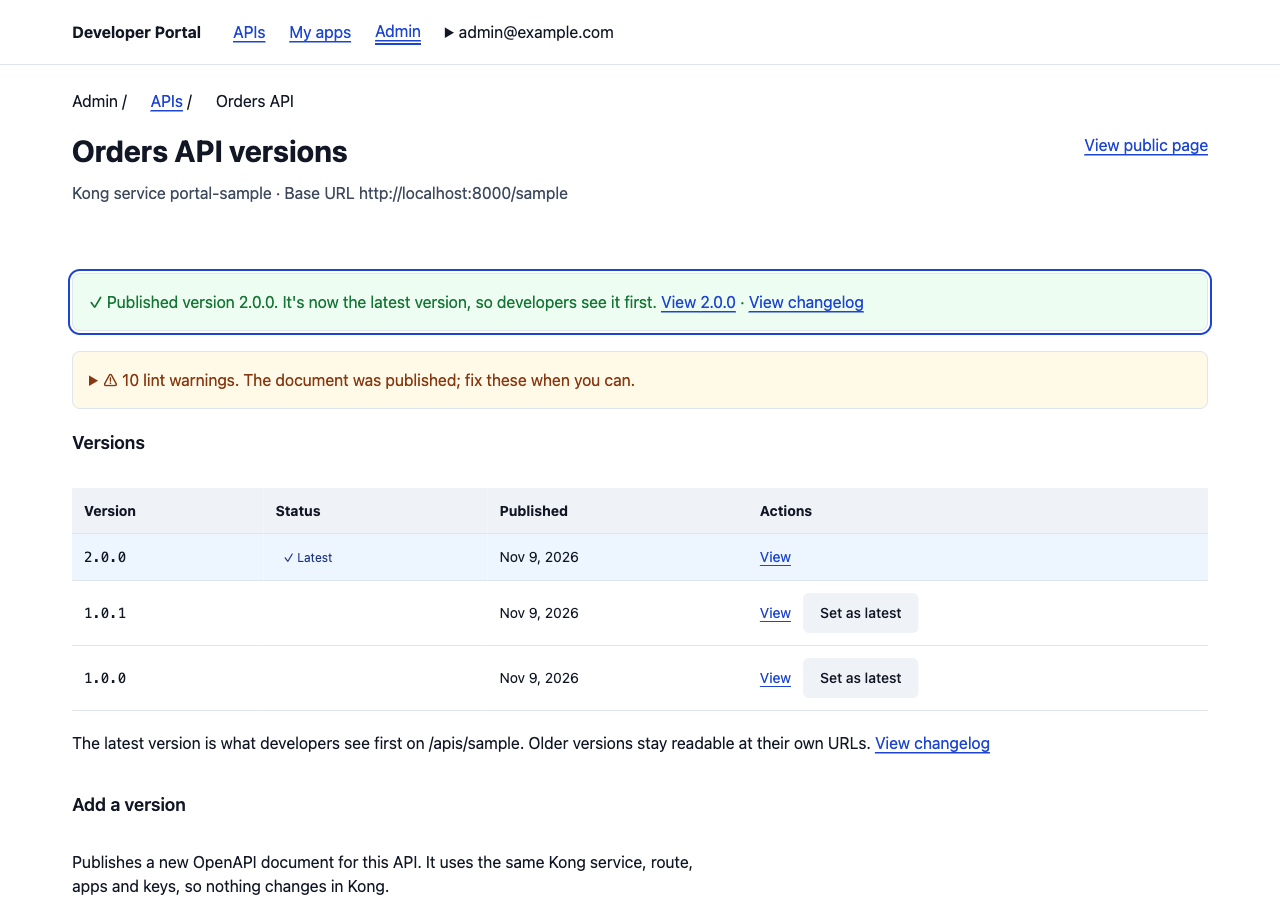 Developer Portal APIs My apps Admin ▶ admin@example.com
Admin / APIs / Orders API
Orders API versions
View public page
Kong service portal-sample · Base URL http://localhost:8000/sample
✓ Published version 2.0.0. It's now the latest version, so developers see it first. View 2.0.0 · View changelog
▶ ⚠ 10 lint warnings. The document was published; fix these when you can.
Versions
Version Status Published Actions
2.0.0 ✓ Latest Nov 9, 2026 View
1.0.1 Nov 9, 2026 View Set as latest
1.0.0 Nov 9, 2026 View Set as latest
The latest version is what developers see first on /apis/sample. Older versions stay readable at their own URLs. View changelog
Add a version
Publishes a new OpenAPI document for this API. It uses the same Kong service, route,
apps and keys, so nothing changes in Kong.